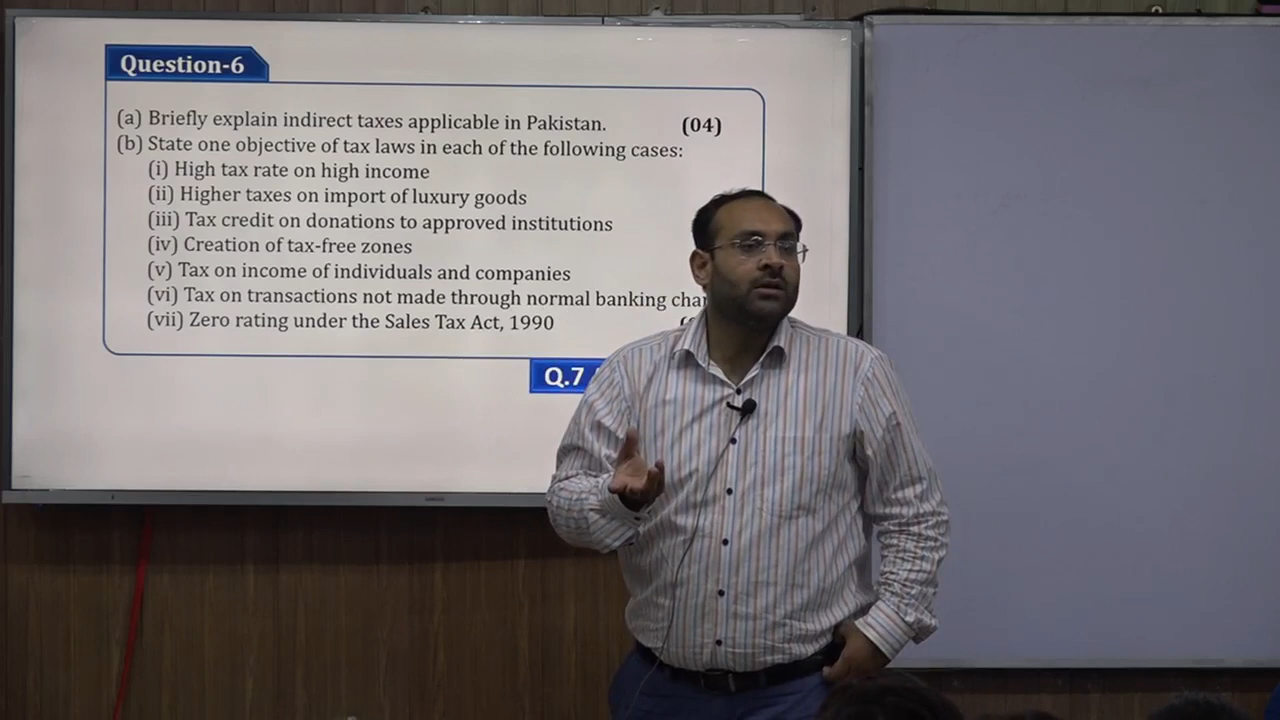 Question-6
(a) Briefly explain indirect taxes applicable in Pakistan. (04)
(b) State one objective of tax laws in each of the following cases:
(i) High tax rate on high income
(ii) Higher taxes on import of luxury goods
(iii) Tax credit on donations to approved institutions
(iv) Creation of tax-free zones
(v) Tax on income of individuals and companies
(vi) Tax on transactions not made through normal banking
(vii) Zero rating under the Sales Tax Act, 1990
Q.7